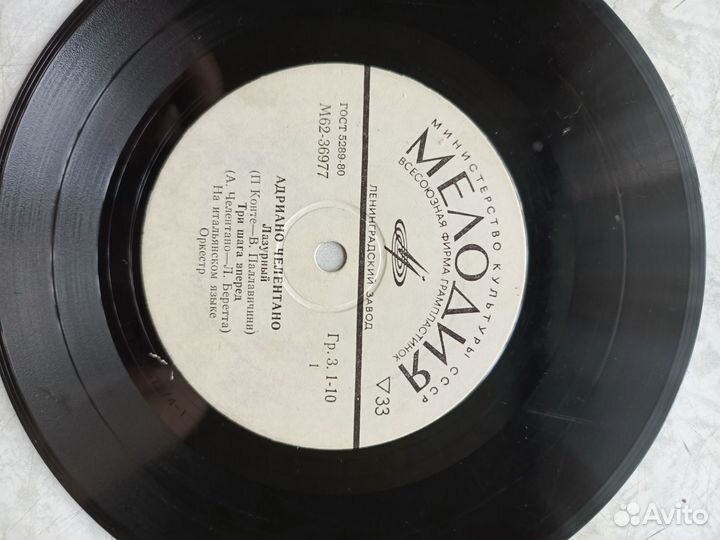 МИНИСТЕРСТВО КУЛЬТУРЫ СССР
МЕЛОДИЯ
ВСЕСОЮЗНАЯ ФИРМА ГРАМПЛАСТИНОК
ЛЕНИНГРАДСКИЙ ЗАВОД
ГОСТ 5289-80
М62-36977
▽33
Гр. 3. 1-10
1
АДРИАНО ЧЕЛЕНТАНО
Лазурный
(П Конте—В. Паллавичини)
Три шага вперед
(А. Челентано—Л. Беретта)
На итальянском языке
Оркестр
Avito